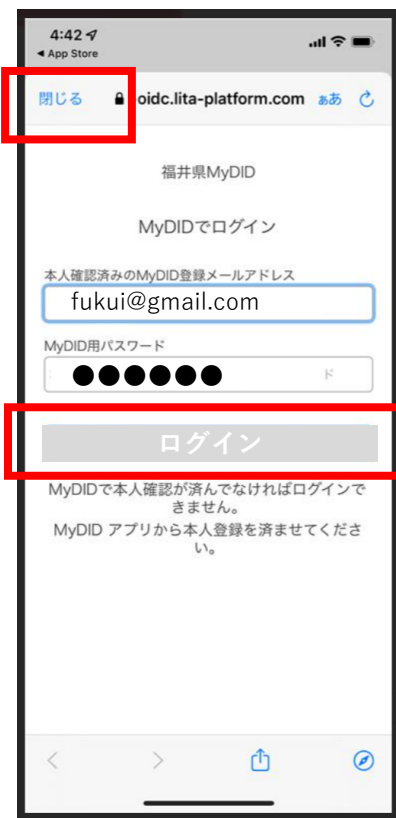 4:42
◀ App Store
閉じる oidc.lita-platform.com ぁあ
福井県MyDID
MyDIDでログイン
本人確認済みのMyDID登録メールアドレス
fukui@gmail.com
MyDID用パスワード
●●●●●● ド
ログイン
MyDIDで本人確認が済んでなければログインで
きません。
MyDID アプリから本人登録を済ませてくださ
い。